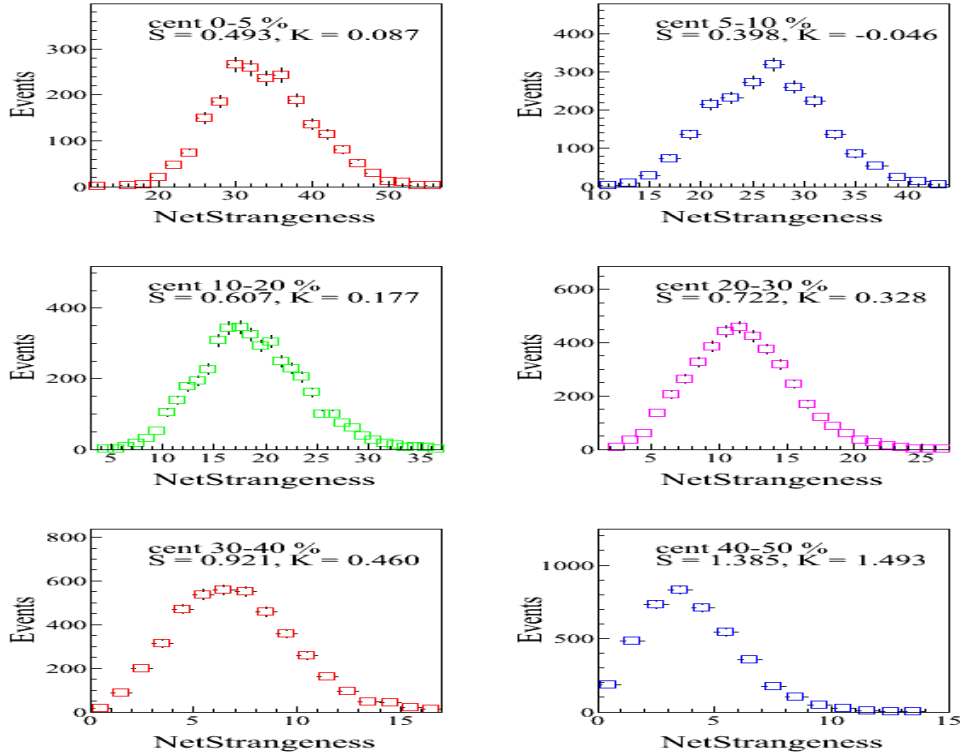 cent 0-5 %
S = 0.493, K = 0.087
Events
300
200
100
0
20 30 40 50
NetStrangeness
cent 5-10 %
S = 0.398, K = -0.046
Events
400
300
200
100
0
10 15 20 25 30 35 40
NetStrangeness
cent 10-20 %
S = 0.607, K = 0.177
Events
400
200
0
5 10 15 20 25 30 35
NetStrangeness
cent 20-30 %
S = 0.722, K = 0.328
Events
600
400
200
0
5 10 15 20 25
NetStrangeness
cent 30-40 %
S = 0.921, K = 0.460
Events
800
600
400
200
0
0 5 10 15
NetStrangeness
cent 40-50 %
S = 1.385, K = 1.493
Events
1000
500
0
0 5 10 15
NetStrangeness